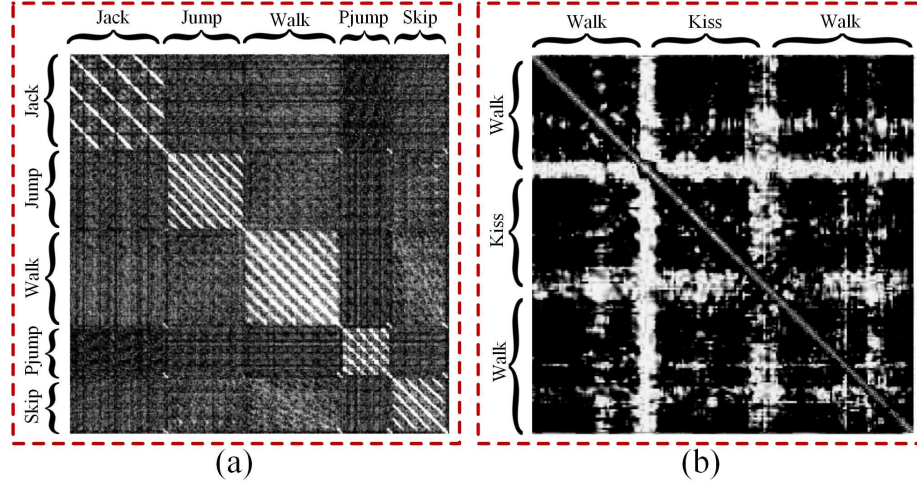 Jack Jump Walk Pjump Skip
Walk Kiss Walk
Jack
Jump
Walk
Pjump
Skip
Walk
Kiss
Walk
(a)
(b)